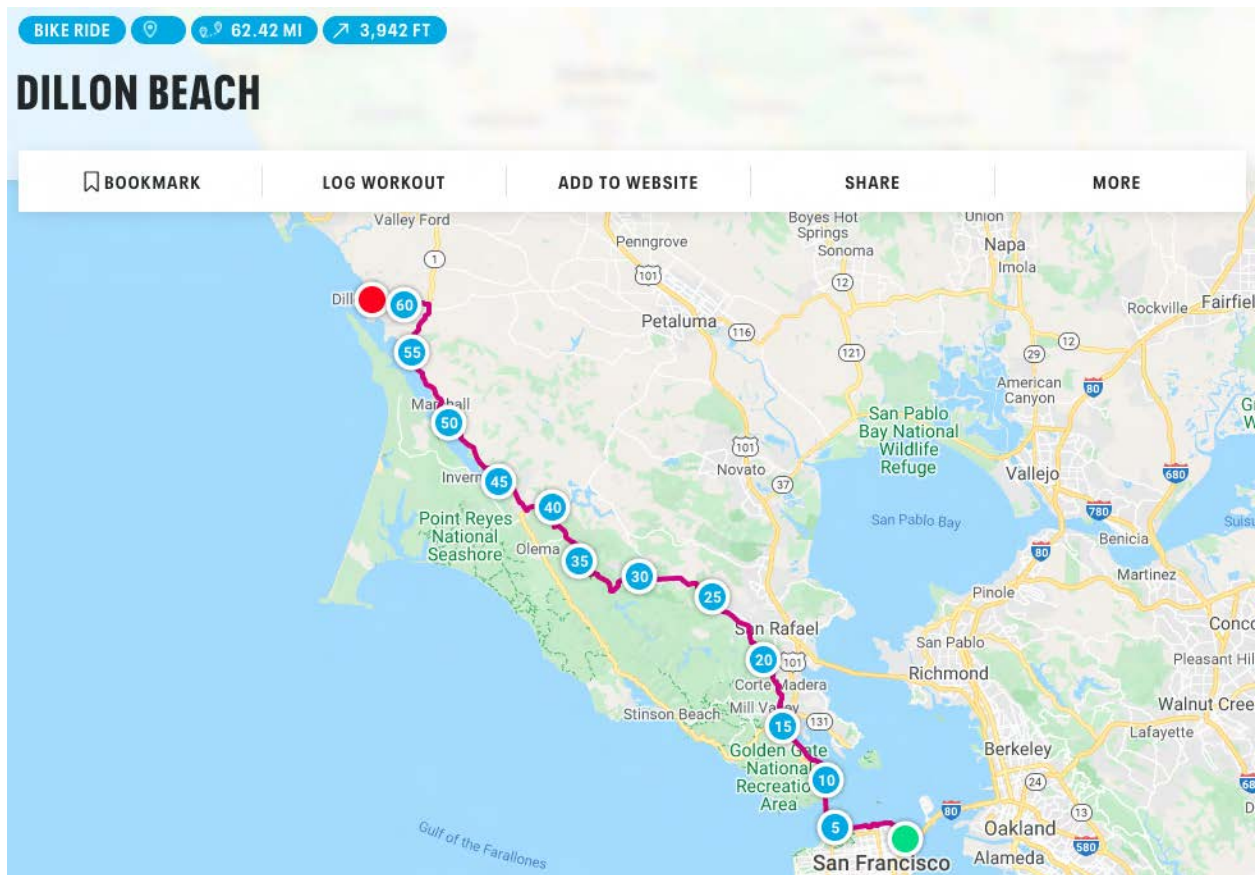 BIKE RIDE
62.42 MI
3,942 FT
DILLON BEACH
BOOKMARK
LOG WORKOUT
ADD TO WEBSITE
SHARE
MORE
Valley Ford
Boyes Hot
Springs
Union
Penngrove
Sonoma
Napa
Imola
1
101
12
Dill
60
Petaluma
116
Rockville
Fairfiel
55
121
29
12
American
Canyon
80
Marshall
50
San Pablo
Bay National
Wildlife
Refuge
G
W
101
Novato
37
Vallejo
680
Invern
45
40
780
Point Reyes
National
Seashore
San Pablo Bay
Suisu
Benicia
80
Olema
35
30
25
Martinez
Pinole
San Rafael
Conc
San Pablo
20
101
Pleasant Hil
Corte Madera
Richmond
Stinson Beach
Mill Valley
131
Walnut Cree
15
Lafayette
Golden Gate
National
Recreation
Area
10
Berkeley
24
68
5
80
13
D
Oakland
580
Gulf of the Farallones
San Francisco
Alameda